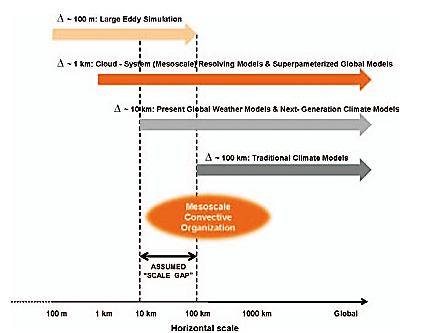 Δ ~ 100 m: Large Eddy Simulation
Δ ~ 1 km: Cloud - System (Mesoscale) Resolving Models & Superpameterized Global Models
Δ ~ 10 km: Present Global Weather Models & Next- Generation Climate Models
Δ ~ 100 km: Traditional Climate Models
Mesoscale
Convective
Organization
ASSUMED
"SCALE GAP"
100 m 1 km 10 km 100 km 1000 km Global
Horizontal scale